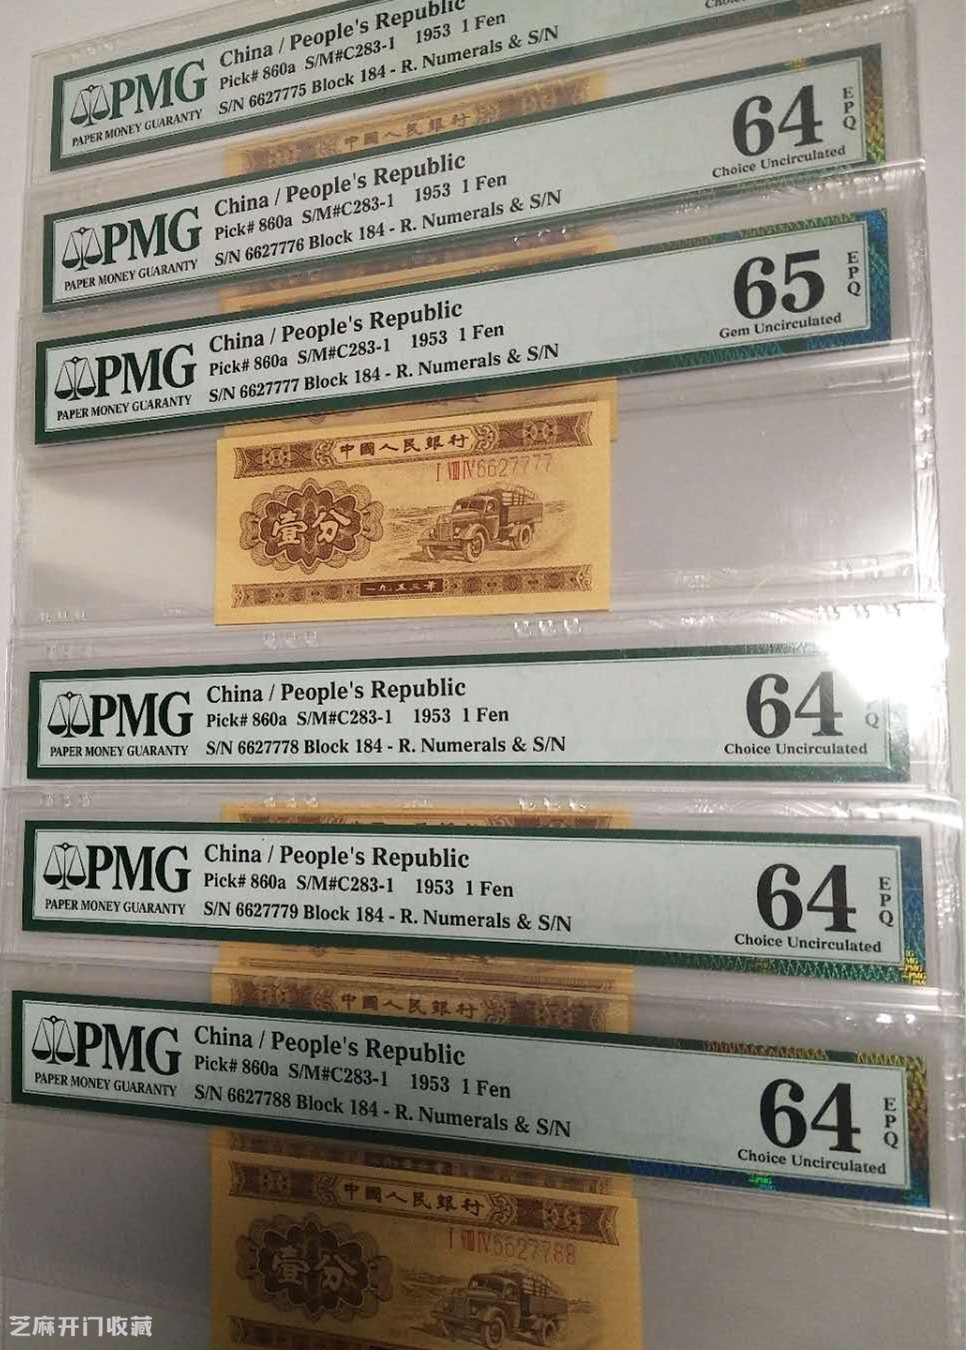 China / People's Republic
Pick# 860a S/M#C283-1 1953 1 Fen
S/N 6627775 Block 184 - R. Numerals & S/N
PMG
PAPER MONEY GUARANTY
中國人民銀行
China / People's Republic
Pick# 860a S/M#C283-1 1953 1 Fen
S/N 6627776 Block 184 - R. Numerals & S/N
PMG
PAPER MONEY GUARANTY
64
EPQ
Choice Uncirculated
China / People's Republic
Pick# 860a S/M#C283-1 1953 1 Fen
S/N 6627777 Block 184 - R. Numerals & S/N
PMG
PAPER MONEY GUARANTY
65
EPQ
Gem Uncirculated
中國人民銀行
I VIII IV 6627777
壹分
一九五三年
China / People's Republic
Pick# 860a S/M#C283-1 1953 1 Fen
S/N 6627778 Block 184 - R. Numerals & S/N
PMG
PAPER MONEY GUARANTY
64
Choice Uncirculated
China / People's Republic
Pick# 860a S/M#C283-1 1953 1 Fen
S/N 6627779 Block 184 - R. Numerals & S/N
PMG
PAPER MONEY GUARANTY
64
EPQ
Choice Uncirculated
中國人民銀行
China / People's Republic
Pick# 860a S/M#C283-1 1953 1 Fen
S/N 6627788 Block 184 - R. Numerals & S/N
PMG
PAPER MONEY GUARANTY
64
EPQ
Choice Uncirculated
中國人民銀行
I VIII IV 6627788
壹分
芝麻开门收藏